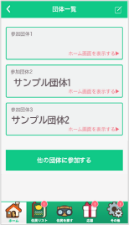 団体一覧
参加団体1
ホーム画面を表示する▶
参加団体2
サンプル団体1
ホーム画面を表示する▶
参加団体3
サンプル団体2
ホーム画面を表示する▶
他の団体に参加する
ホーム
その他